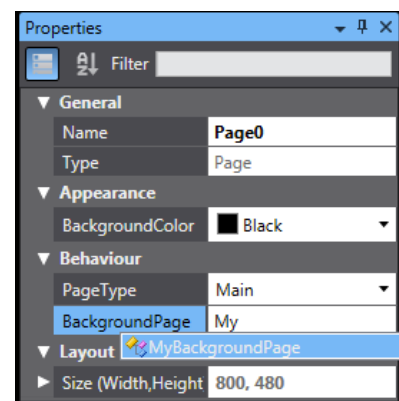 Properties
Filter
General
Name Page0
Type Page
Appearance
BackgroundColor Black
Behaviour
PageType Main
BackgroundPage My
MyBackgroundPage
Layout
Size (Width,Height 800, 480